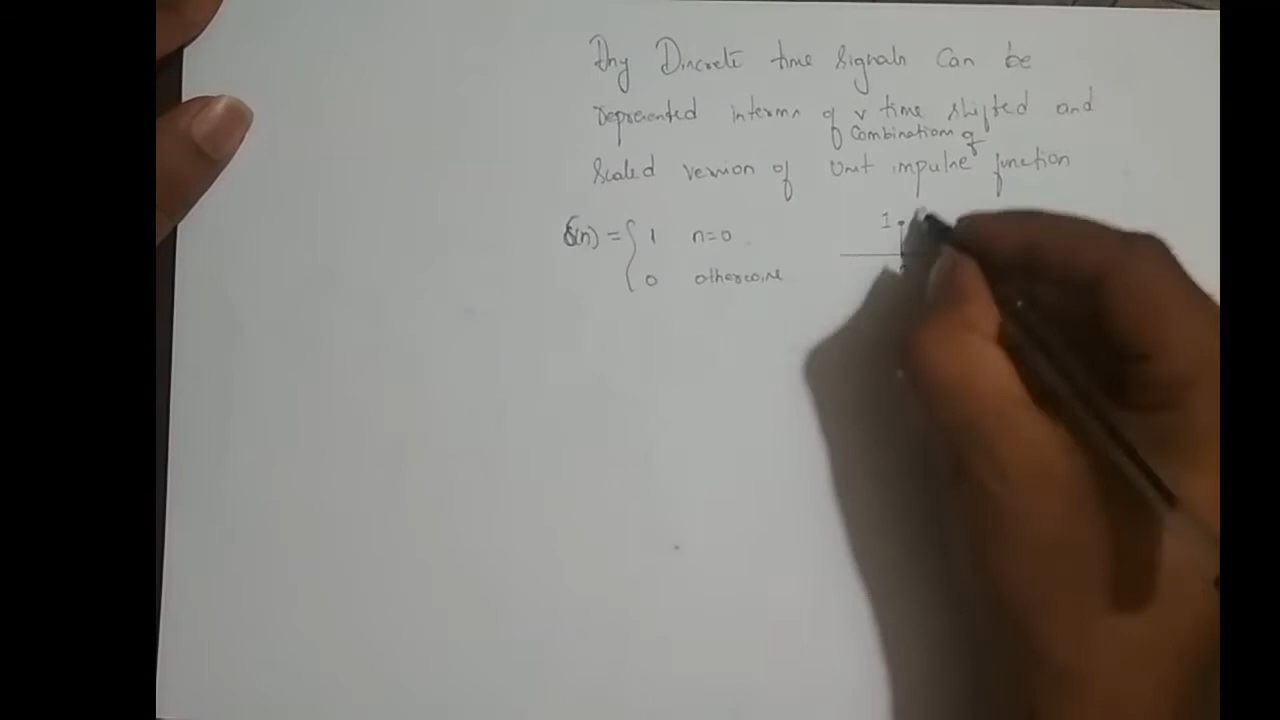 Any Discrete time signals can be
represented interms of v time shifted and
combination of
scaled version of unit impulse function
δ(n) = { 1 n=0 1
0 otherwise